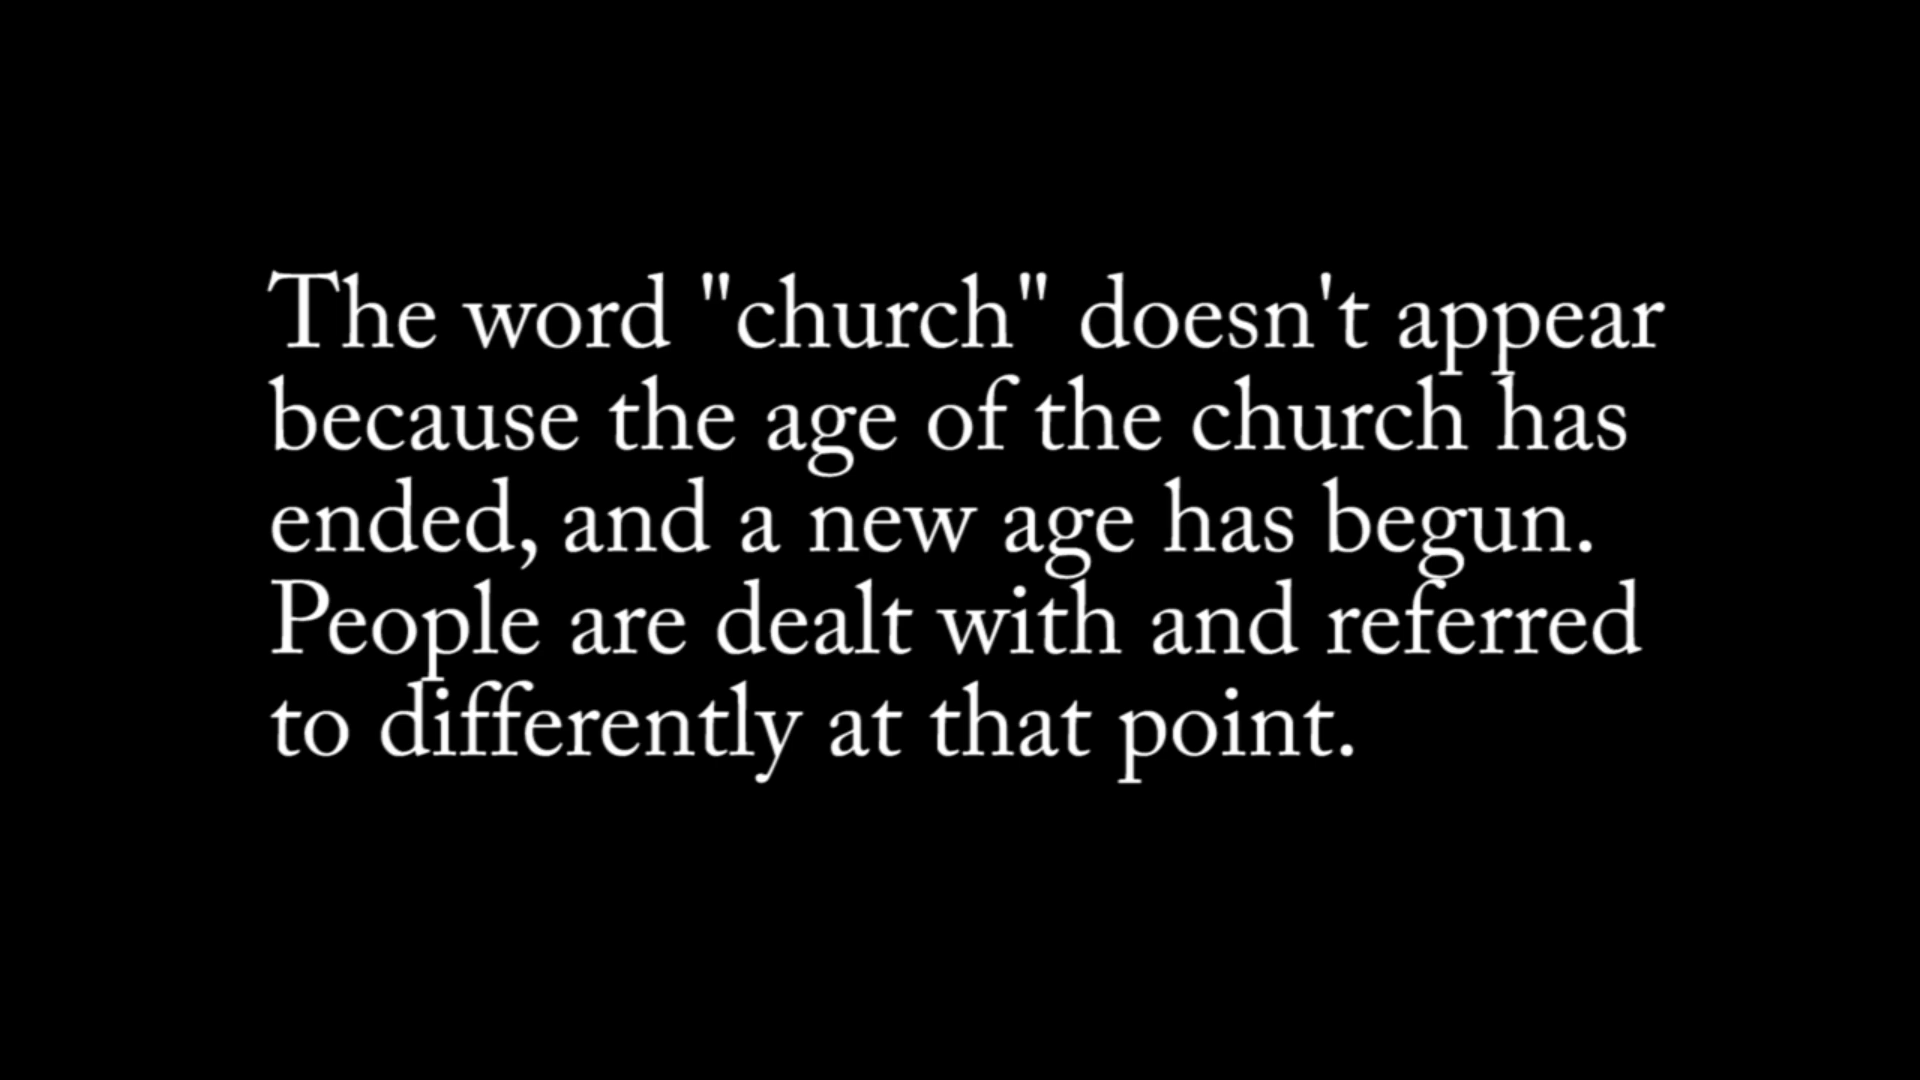 The word "church" doesn't appear
because the age of the church has
ended, and a new age has begun.
People are dealt with and referred
to differently at that point.